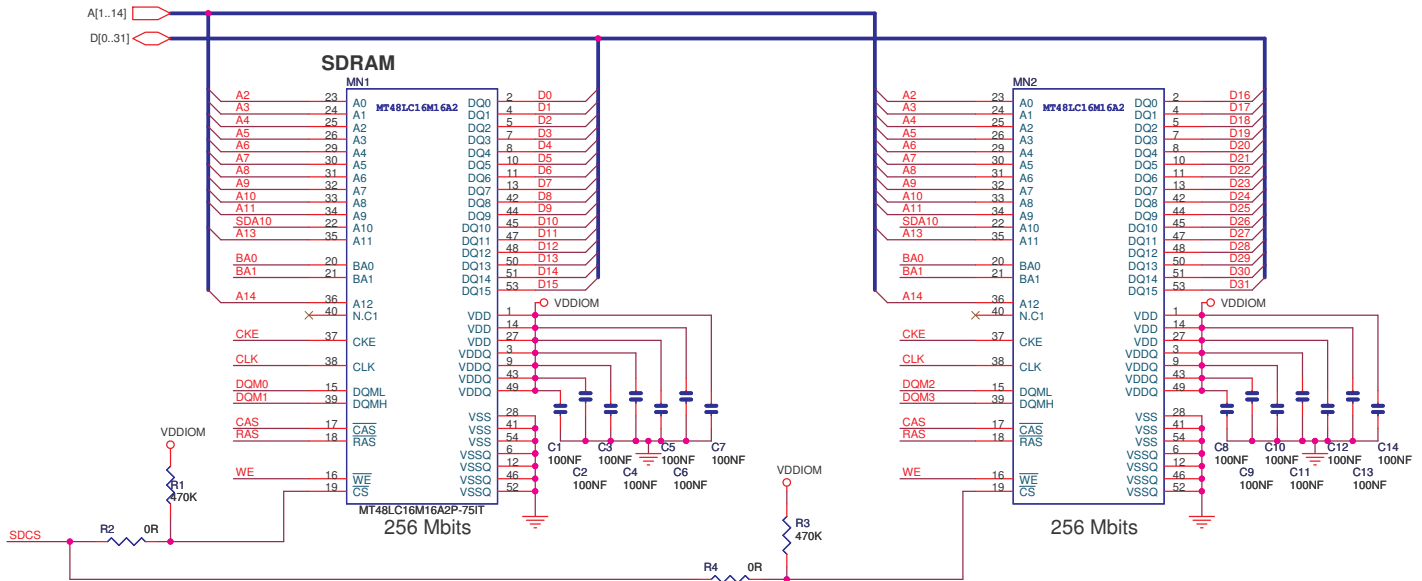 A[1..14]
D[0..31]
SDRAM
MN1
MT48LC16M16A2
A2 23 A0 DQ0 2 D0
A3 24 A1 DQ1 4 D1
A4 25 A2 DQ2 5 D2
A5 26 A3 DQ3 7 D3
A6 29 A4 DQ4 8 D4
A7 30 A5 DQ5 10 D5
A8 31 A6 DQ6 11 D6
A9 32 A7 DQ7 13 D7
A10 33 A8 DQ8 42 D8
A11 34 A9 DQ9 44 D9
SDA10 22 A10 DQ10 45 D10
A13 35 A11 DQ11 47 D11
DQ12 48 D12
BA0 20 BA0 DQ13 50 D13
BA1 21 BA1 DQ14 51 D14
DQ15 53 D15
A14 36 A12 VDDIOM
40 N.C1 VDD 1
VDD 14
CKE 37 CKE VDD 27
VDDQ 3
CLK 38 CLK VDDQ 9
VDDQ 43
DQM0 15 DQML VDDQ 49
DQM1 39 DQMH
VSS 28
CAS 17 CAS VSS 41
RAS 18 RAS VSS 54
VSSQ 6
VSSQ 12
WE 16 WE VSSQ 46
19 CS VSSQ 52
C1 C3 C5 C7
100NF 100NF 100NF 100NF
C2 C4 C6
100NF 100NF 100NF
MT48LC16M16A2P-75IT
256 Mbits
VDDIOM
R1
470K
R2 0R
SDCS
MN2
MT48LC16M16A2
A2 23 A0 DQ0 2 D16
A3 24 A1 DQ1 4 D17
A4 25 A2 DQ2 5 D18
A5 26 A3 DQ3 7 D19
A6 29 A4 DQ4 8 D20
A7 30 A5 DQ5 10 D21
A8 31 A6 DQ6 11 D22
A9 32 A7 DQ7 13 D23
A10 33 A8 DQ8 42 D24
A11 34 A9 DQ9 44 D25
SDA10 22 A10 DQ10 45 D26
A13 35 A11 DQ11 47 D27
DQ12 48 D28
BA0 20 BA0 DQ13 50 D29
BA1 21 BA1 DQ14 51 D30
DQ15 53 D31
A14 36 A12 VDDIOM
40 N.C1 VDD 1
VDD 14
CKE 37 CKE VDD 27
VDDQ 3
CLK 38 CLK VDDQ 9
VDDQ 43
DQM2 15 DQML VDDQ 49
DQM3 39 DQMH
VSS 28
CAS 17 CAS VSS 41
RAS 18 RAS VSS 54
VSSQ 6
VSSQ 12
WE 16 WE VSSQ 46
19 CS VSSQ 52
C8 C10 C12 C14
100NF 100NF 100NF 100NF
C9 C11 C13
100NF 100NF 100NF
256 Mbits
VDDIOM
R3
470K
R4 0R